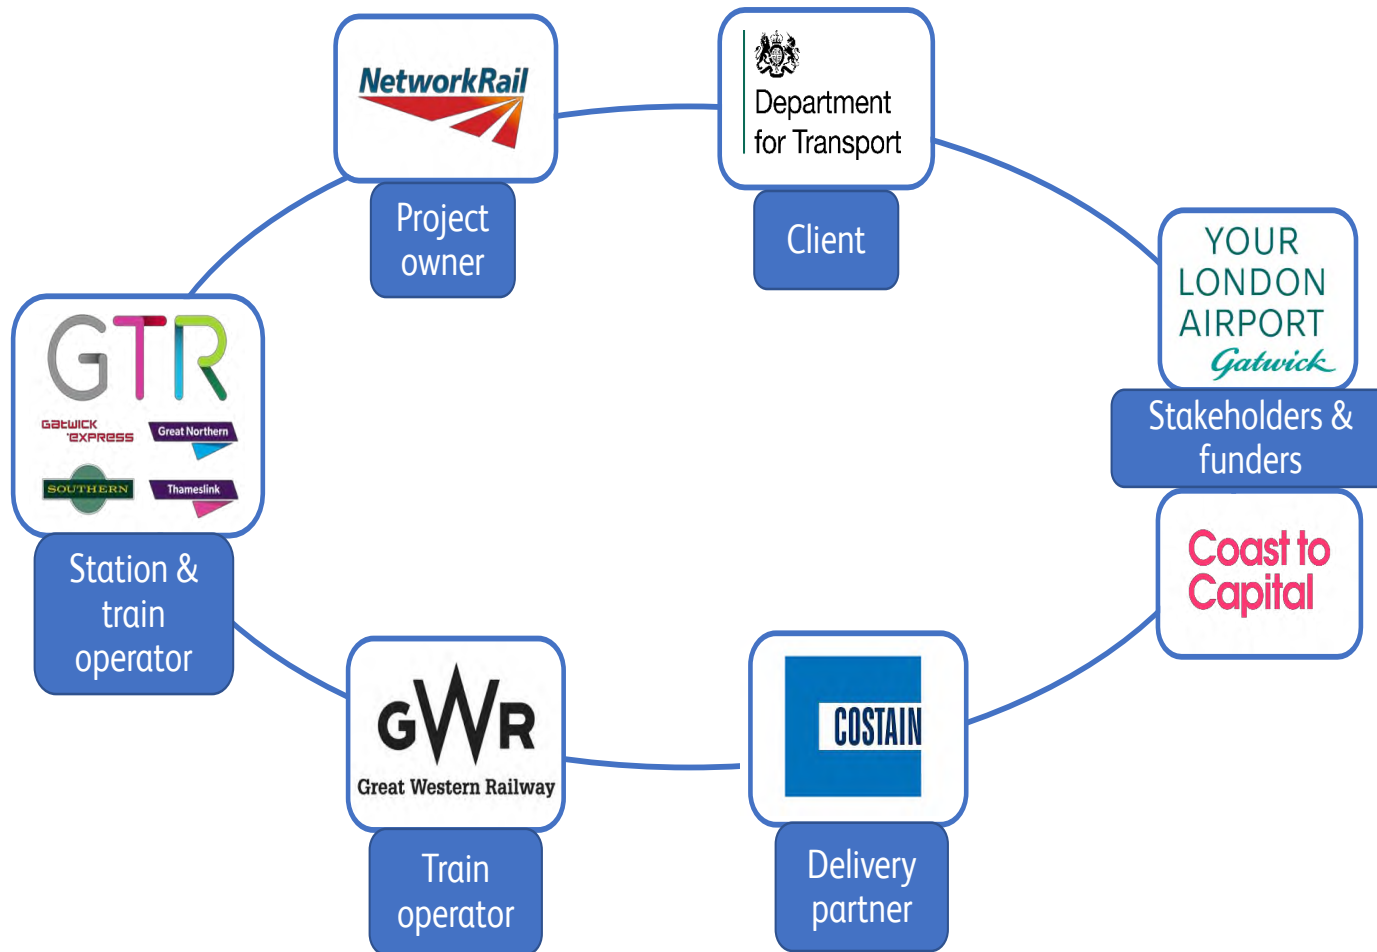 NetworkRail
Project
owner
Department
for Transport
Client
YOUR
LONDON
AIRPORT
Gatwick
Stakeholders &
funders
Coast to
Capital
COSTAIN
Delivery
partner
GWR
Great Western Railway
Train
operator
GTR
GATWICK
EXPRESS
Great Northern
SOUTHERN
Thameslink
Station &
train
operator